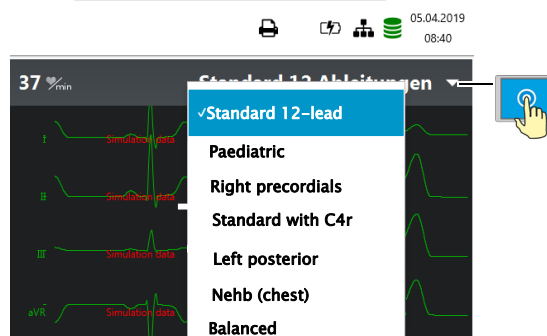 05.04.2019
08:40
37 /min
Standard 12 Ableitungen
✓Standard 12-lead
Paediatric
Right precordials
Standard with C4r
Left posterior
Nehb (chest)
Balanced
I
Simulation data
II
Simulation data
III
Simulation data
aVR
Simulation data